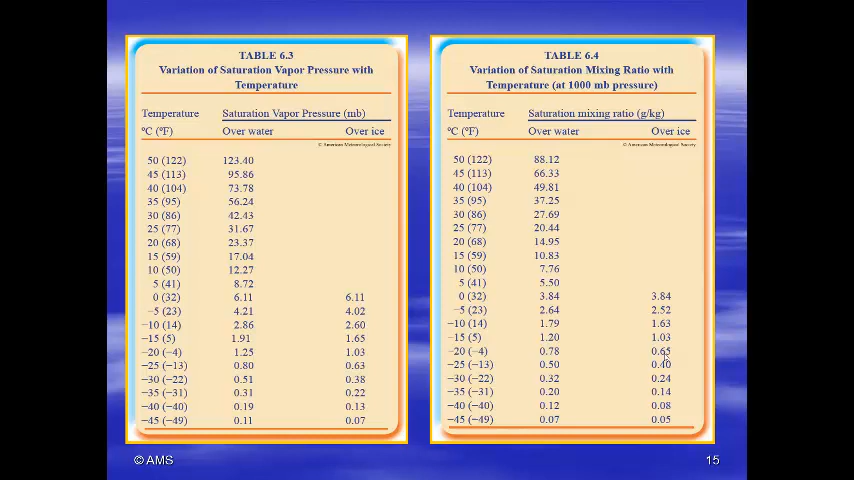 TABLE 6.3
Variation of Saturation Vapor Pressure with
Temperature
Temperature Saturation Vapor Pressure (mb)
ºC (ºF) Over water Over ice
© American Meteorological Society
50 (122) 123.40
45 (113) 95.86
40 (104) 73.78
35 (95) 56.24
30 (86) 42.43
25 (77) 31.67
20 (68) 23.37
15 (59) 17.04
10 (50) 12.27
5 (41) 8.72
0 (32) 6.11 6.11
−5 (23) 4.21 4.02
−10 (14) 2.86 2.60
−15 (5) 1.91 1.65
−20 (−4) 1.25 1.03
−25 (−13) 0.80 0.63
−30 (−22) 0.51 0.38
−35 (−31) 0.31 0.22
−40 (−40) 0.19 0.13
−45 (−49) 0.11 0.07
TABLE 6.4
Variation of Saturation Mixing Ratio with
Temperature (at 1000 mb pressure)
Temperature Saturation mixing ratio (g/kg)
ºC (ºF) Over water Over ice
© American Meteorological Society
50 (122) 88.12
45 (113) 66.33
40 (104) 49.81
35 (95) 37.25
30 (86) 27.69
25 (77) 20.44
20 (68) 14.95
15 (59) 10.83
10 (50) 7.76
5 (41) 5.50
0 (32) 3.84 3.84
−5 (23) 2.64 2.52
−10 (14) 1.79 1.63
−15 (5) 1.20 1.03
−20 (−4) 0.78 0.65
−25 (−13) 0.50 0.40
−30 (−22) 0.32 0.24
−35 (−31) 0.20 0.14
−40 (−40) 0.12 0.08
−45 (−49) 0.07 0.05
© AMS
15